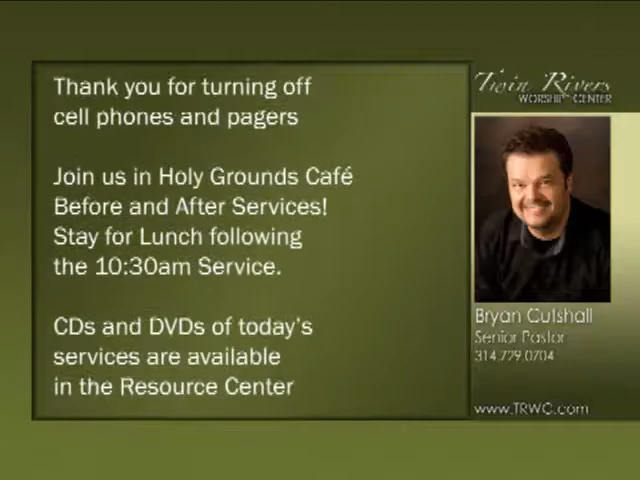 Thank you for turning off
cell phones and pagers
Join us in Holy Grounds Café
Before and After Services!
Stay for Lunch following
the 10:30am Service.
CDs and DVDs of today's
services are available
in the Resource Center
Twin Rivers
WORSHIP CENTER
Bryan Cutshall
Senior Pastor
314.729.0704
www.TRWC.com